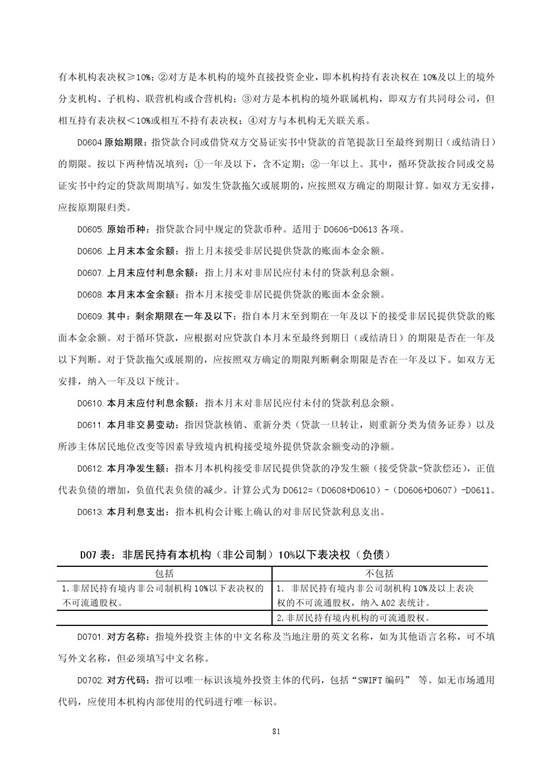 有本机构表决权≥10%；②对方是本机构的境外直接投资企业，即本机构持有表决权在 10%及以上的境外
分支机构、子机构、联营机构或合营机构；③对方是本机构的境外联属机构，即双方有共同母公司，但
相互持有表决权＜10%或相互不持有表决权；④对方与本机构无关联关系。
D0604 原始期限：指贷款合同或借贷双方交易证实书中贷款的首笔提款日至最终到期日（或结清日）
的期限。按以下两种情况填列：①一年及以下，含不定期；②一年以上。其中，循环贷款按合同或交易
证实书中约定的贷款周期填写。如发生贷款拖欠或展期的，应按照双方确定的期限计算。如双方无安排，
应按原期限归类。
D0605. 原始币种：指贷款合同中规定的贷款币种。适用于 D0606-D0613 各项。
D0606. 上月末本金余额：指上月末接受非居民提供贷款的账面本金余额。
D0607. 上月末应付利息余额：指上月末对非居民应付未付的贷款利息余额。
D0608. 本月末本金余额：指本月末接受非居民提供贷款的账面本金余额。
D0609. 其中：剩余期限在一年及以下：指自本月末至到期在一年及以下的接受非居民提供贷款的账
面本金余额。对于循环贷款，应根据对应贷款自本月末至最终到期日（或结清日）的期限是否在一年及
以下判断。对于贷款拖欠或展期的，应按照双方确定的期限判断剩余期限是否在一年及以下。如双方无
安排，纳入一年及以下统计。
D0610. 本月末应付利息余额：指本月末对非居民应付未付的贷款利息余额。
D0611. 本月非交易变动：指因贷款核销、重新分类（贷款一旦转让，则重新分类为债务证券）以及
所涉主体居民地位改变等因素导致境内机构接受境外提供贷款余额变动的净额。
D0612. 本月净发生额：指本月本机构接受非居民提供贷款的净发生额（接受贷款-贷款偿还），正值
代表负债的增加，负值代表负债的减少。计算公式为 D0612=（D0608+D0610）-（D0606+D0607）-D0611。
D0613. 本月利息支出：指本机构会计账上确认的对非居民贷款利息支出。
D07 表：非居民持有本机构（非公司制）10%以下表决权（负债）
包括 不包括
1. 非居民持有境内非公司制机构 10%以下表决权的 1. 非居民持有境内非公司制机构 10%及以上表决
不可流通股权。 权的不可流通股权，纳入 A02 表统计。
2. 非居民持有境内机构的可流通股权。
D0701. 对方名称：指境外投资主体的中文名称及当地注册的英文名称，如为其他语言名称，可不填
写外文名称，但必须填写中文名称。
D0702. 对方代码：指可以唯一标识该境外投资主体的代码，包括“SWIFT 编码” 等。如无市场通用
代码，应使用本机构内部使用的代码进行唯一标识。
81